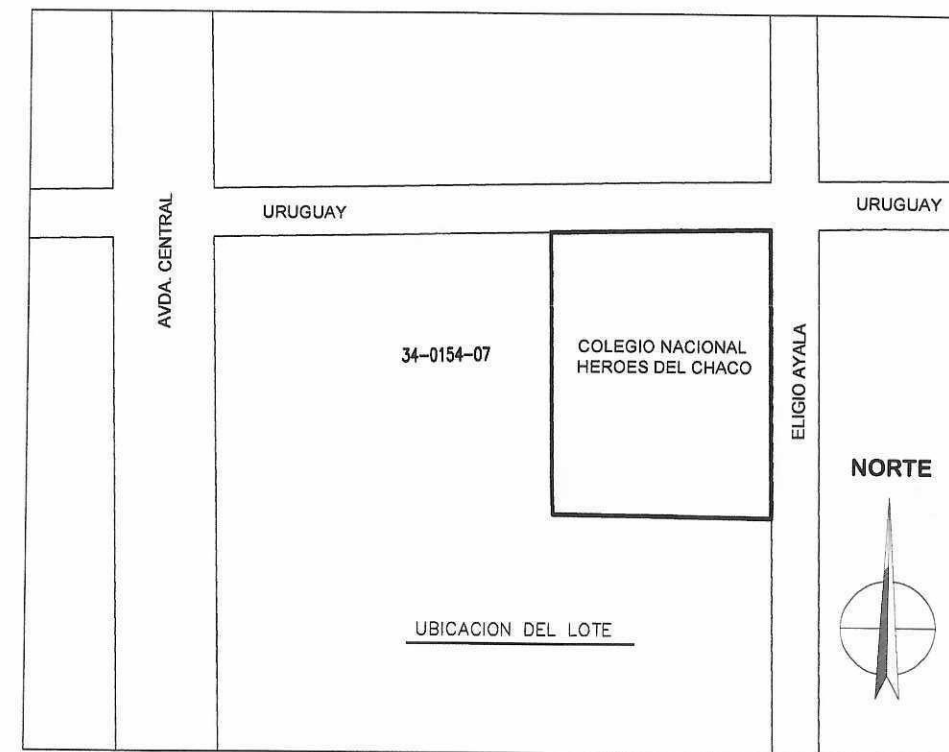 URUGUAY
URUGUAY
AVDA. CENTRAL
34-0154-07
COLEGIO NACIONAL
HEROES DEL CHACO
ELIGIO AYALA
NORTE
UBICACION DEL LOTE